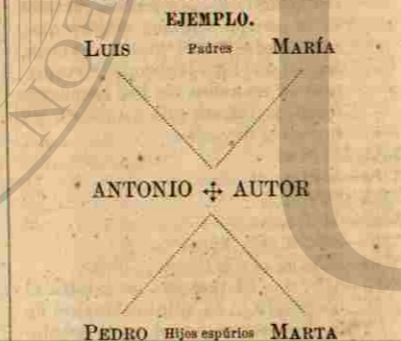 EJEMPLO.
LUIS Padres MARÍA
ANTONIO ✢ AUTOR
PEDRO Hijos espúrios MARTA